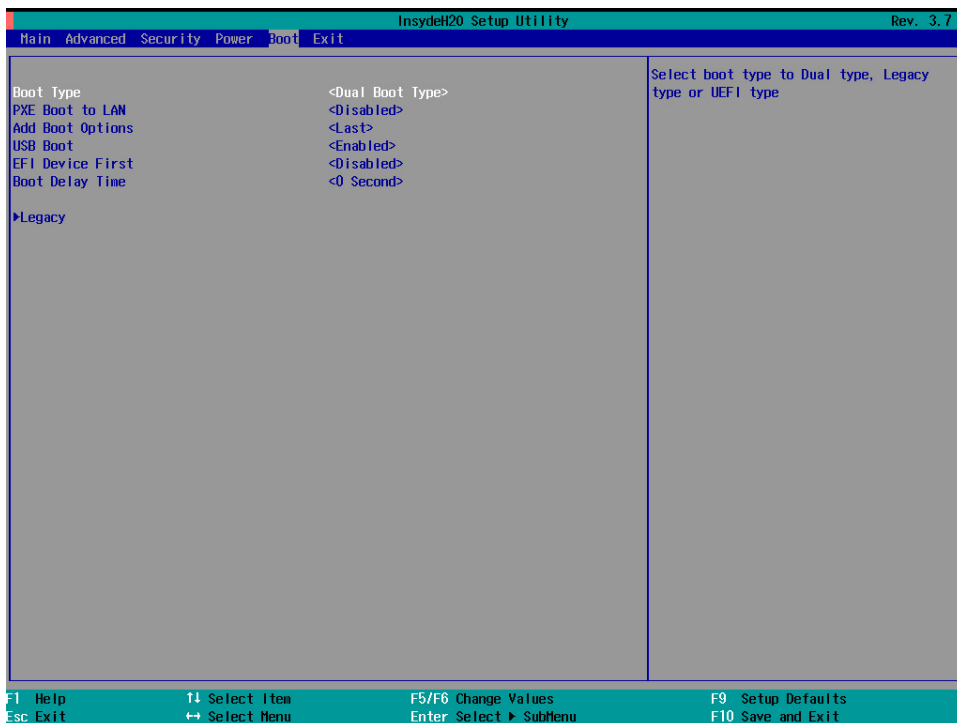 InsydeH20 Setup Utility Rev. 3.7
Main Advanced Security Power Boot Exit
Boot Type <Dual Boot Type>
PXE Boot to LAN <Disabled>
Add Boot Options <Last>
USB Boot <Enabled>
EFI Device First <Disabled>
Boot Delay Time <0 Second>
▶Legacy
Select boot type to Dual type, Legacy
type or UEFI type
F1 Help ↑↓ Select Item F5/F6 Change Values F9 Setup Defaults
Esc Exit ↔ Select Menu Enter Select ▶ SubMenu F10 Save and Exit